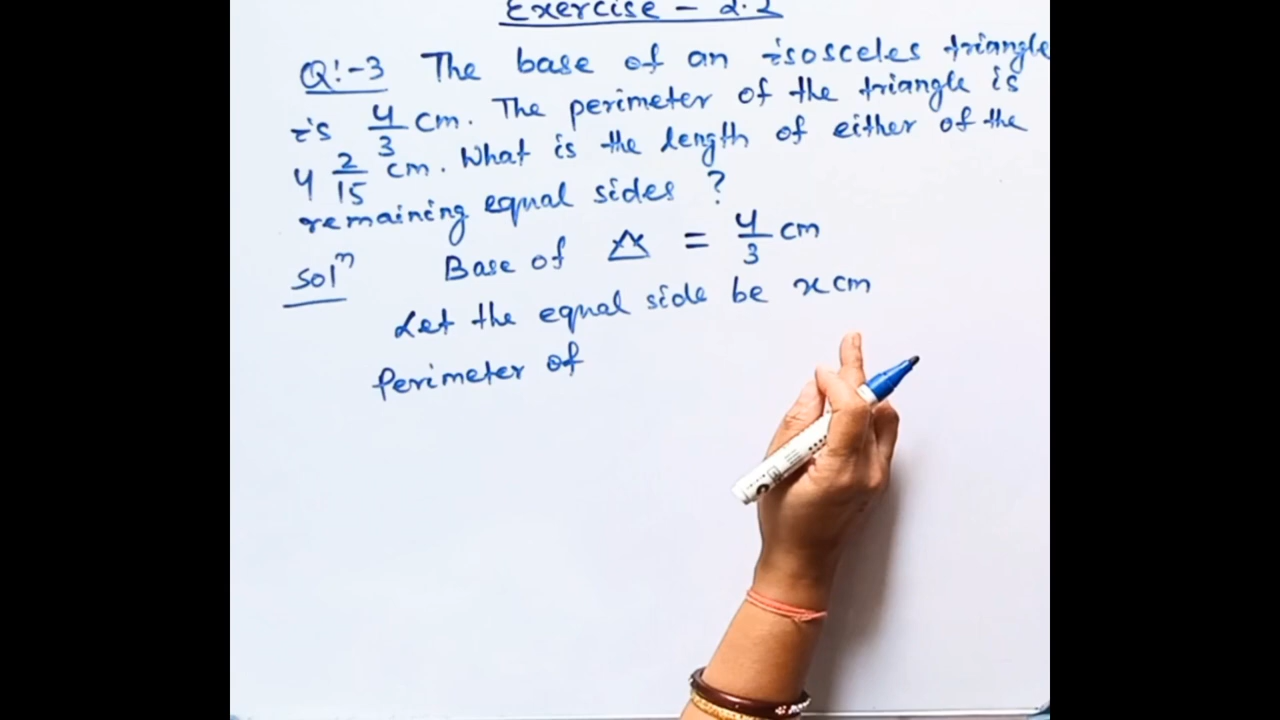 Exercise - 2.2
Q:-3 The base of an isosceles triangle
is 4/3 cm. The perimeter of the triangle is
4 2/15 cm. What is the length of either of the
remaining equal sides ?
Solⁿ Base of △ = 4/3 cm
Let the equal side be x cm
Perimeter of